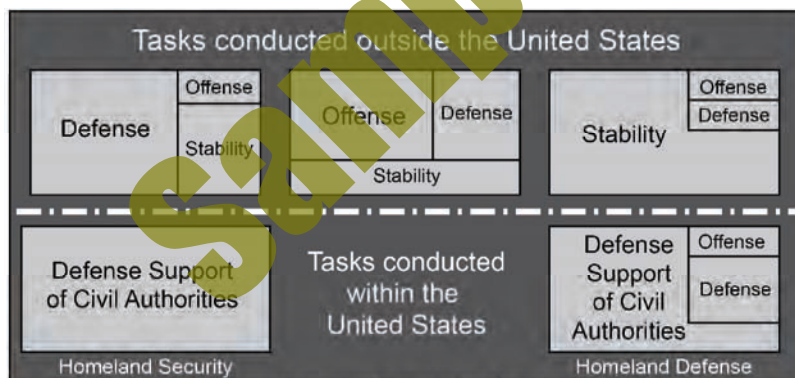 Tasks conducted outside the United States
Defense
Offense
Stability
Offense
Defense
Stability
Stability
Offense
Defense
Defense Support
of Civil Authorities
Homeland Security
Tasks conducted
within the
United States
Defense
Support
of Civil
Authorities
Offense
Defense
Homeland Defense
Samp